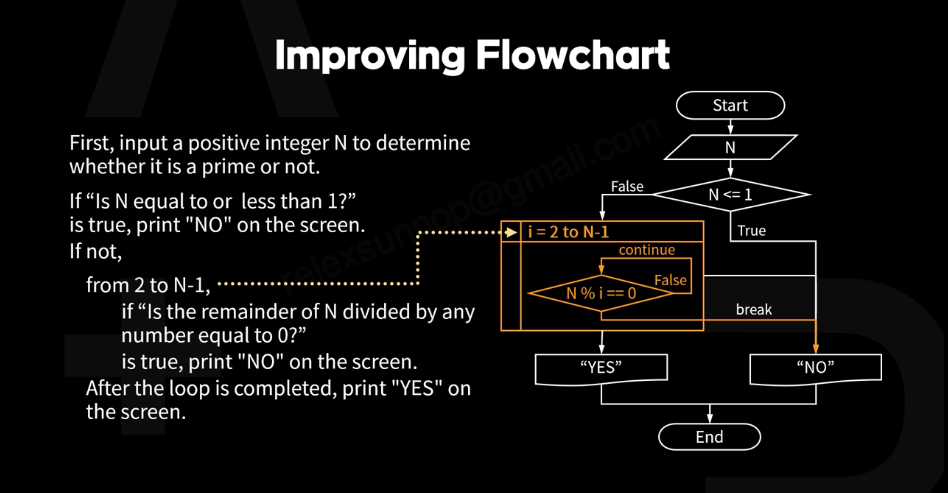 Improving Flowchart
First, input a positive integer N to determine
whether it is a prime or not.
If “Is N equal to or less than 1?”
is true, print "NO" on the screen.
If not,
from 2 to N-1,
if “Is the remainder of N divided by any
number equal to 0?”
is true, print "NO" on the screen.
After the loop is completed, print "YES" on
the screen.
Start
N
N <= 1
False
True
i = 2 to N-1
continue
False
N % i == 0
break
“YES”
“NO”
End